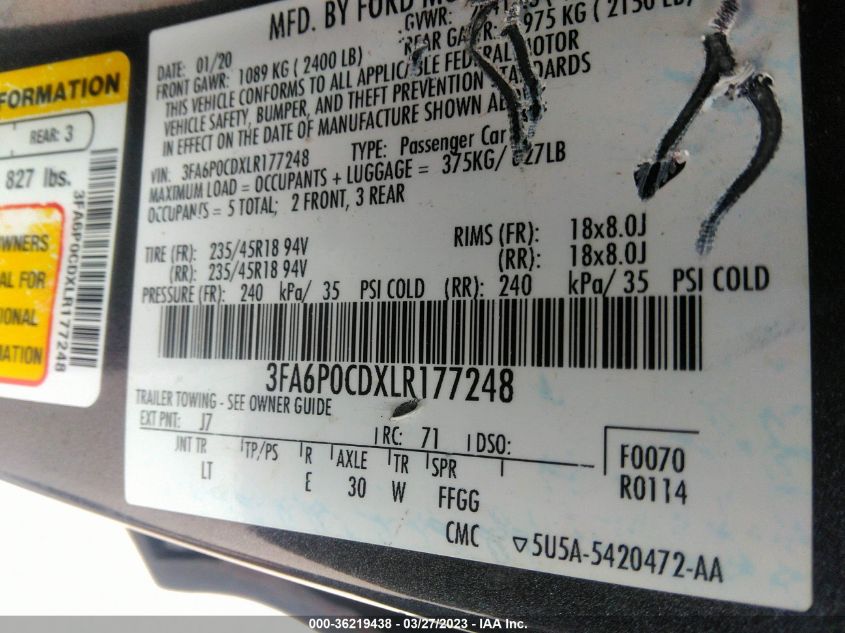 MFD. BY FORD
GVWR:
DATE: 01/20
REAR GAWR: 975 KG ( 2150 LB)
FRONT GAWR: 1089 KG ( 2400 LB)
THIS VEHICLE CONFORMS TO ALL APPLICABLE FEDERAL MOTOR
VEHICLE SAFETY, BUMPER, AND THEFT PREVENTION STANDARDS
IN EFFECT ON THE DATE OF MANUFACTURE SHOWN
VIN: 3FA6P0CDXLR177248 TYPE: Passenger Car
MAXIMUM LOAD = OCCUPANTS + LUGGAGE = 375KG/ 27LB
OCCUPANTS = 5 TOTAL; 2 FRONT, 3 REAR
TIRE (FR): 235/45R18 94V RIMS (FR): 18x8.0J
(RR): 235/45R18 94V (RR): 18x8.0J
PRESSURE (FR): 240 kPa/ 35 PSI COLD (RR): 240 kPa/ 35 PSI COLD
3FA6P0CDXLR177248
TRAILER TOWING - SEE OWNER GUIDE
EXT PNT: J7 RC: 71 DSO:
INT TR TP/PS R AXLE TR SPR
LT E 30 W FFGG
F0070
R0114
CMC ▽5U5A-5420472-AA
FORMATION
REAR: 3
827 lbs.
WNERS
AL FOR
IONAL
MATION
3FA6P0CDXLR177248
000-36219438 - 03/27/2023 - IAAI.com